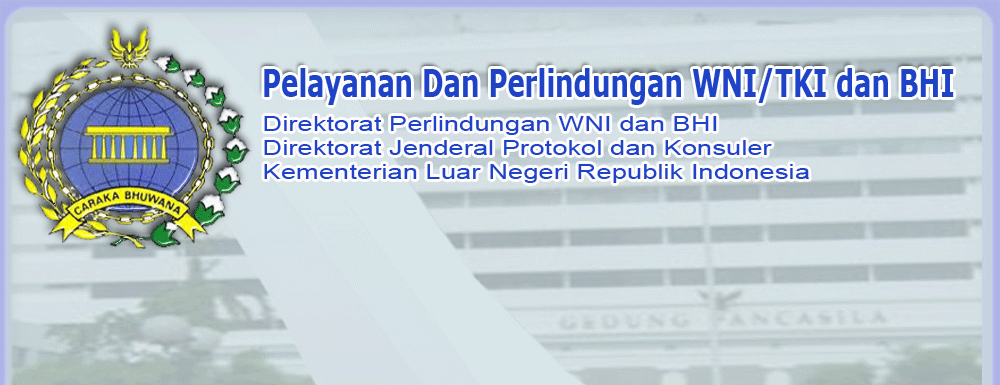 Pelayanan Dan Perlindungan WNI/TKI dan BHI
Direktorat Perlindungan WNI dan BHI
Direktorat Jenderal Protokol dan Konsuler
Kementerian Luar Negeri Republik Indonesia
CARAKA BHUWANA
GEDUNG PANCASILA